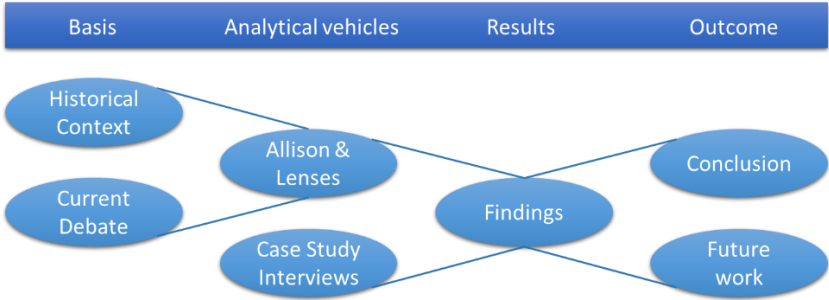 Basis
Analytical vehicles
Results
Outcome
Historical
Context
Current
Debate
Allison &
Lenses
Case Study
Interviews
Findings
Conclusion
Future
work